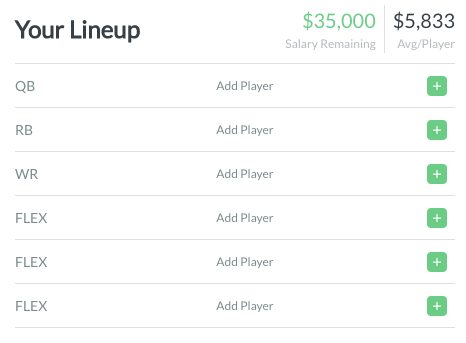 Your Lineup
$35,000 $5,833
Salary Remaining Avg/Player
QB Add Player +
RB Add Player +
WR Add Player +
FLEX Add Player +
FLEX Add Player +
FLEX Add Player +